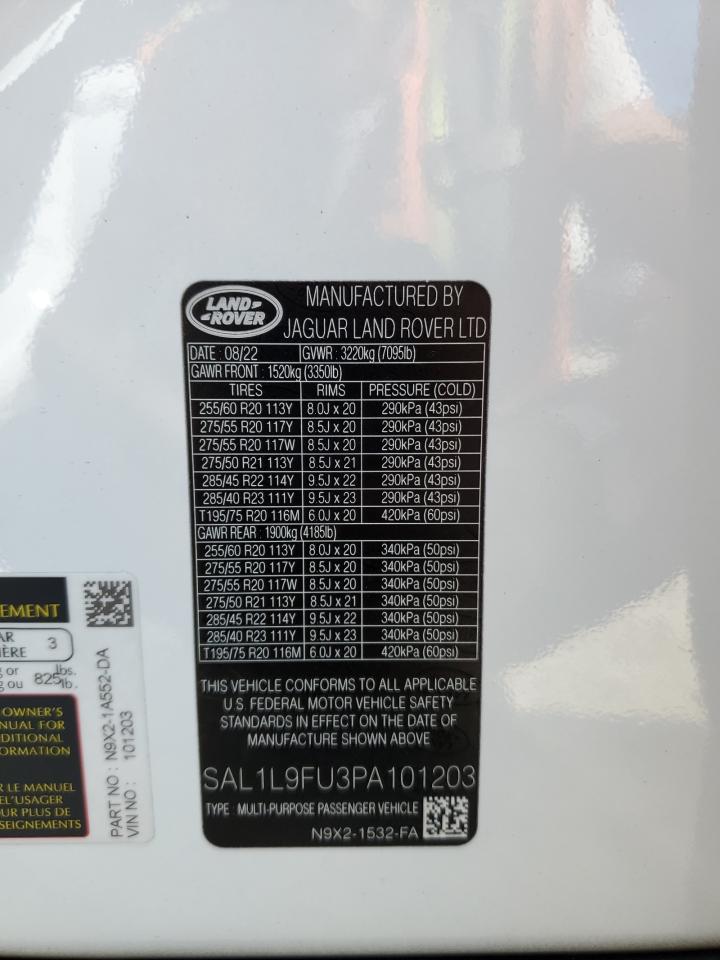 LAND-
-ROVER
MANUFACTURED BY
JAGUAR LAND ROVER LTD
DATE : 08/22 GVWR : 3220kg (7095lb)
GAWR FRONT : 1520kg (3350lb)
TIRES RIMS PRESSURE (COLD)
255/60 R20 113Y 8.0J x 20 290kPa (43psi)
275/55 R20 117Y 8.5J x 20 290kPa (43psi)
275/55 R20 117W 8.5J x 20 290kPa (43psi)
275/50 R21 113Y 8.5J x 21 290kPa (43psi)
285/45 R22 114Y 9.5J x 22 290kPa (43psi)
285/40 R23 111Y 9.5J x 23 290kPa (43psi)
T195/75 R20 116M 6.0J x 20 420kPa (60psi)
GAWR REAR : 1900kg (4185lb)
255/60 R20 113Y 8.0J x 20 340kPa (50psi)
275/55 R20 117Y 8.5J x 20 340kPa (50psi)
275/55 R20 117W 8.5J x 20 340kPa (50psi)
275/50 R21 113Y 8.5J x 21 340kPa (50psi)
285/45 R22 114Y 9.5J x 22 340kPa (50psi)
285/40 R23 111Y 9.5J x 23 340kPa (50psi)
T195/75 R20 116M 6.0J x 20 420kPa (60psi)
THIS VEHICLE CONFORMS TO ALL APPLICABLE
U.S. FEDERAL MOTOR VEHICLE SAFETY
STANDARDS IN EFFECT ON THE DATE OF
MANUFACTURE SHOWN ABOVE
SAL1L9FU3PA101203
TYPE : MULTI-PURPOSE PASSENGER VEHICLE
N9X2-1532-FA
EMENT
AR
IÈRE 3
g or lbs.
g ou 825 lb.
OWNER'S
NUAL FOR
DITIONAL
ORMATION
R LE MANUEL
L'USAGER
UR PLUS DE
SEIGNEMENTS
PART NO : N9X2-1A552-DA
VIN NO : 101203